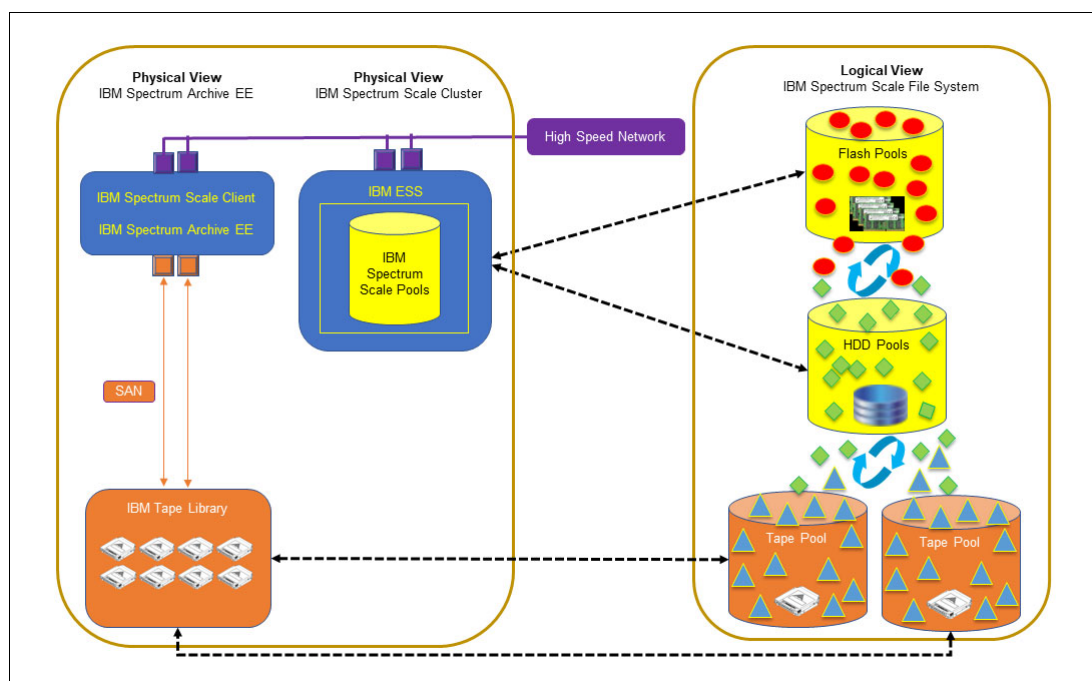 Physical View
IBM Spectrum Archive EE
Physical View
IBM Spectrum Scale Cluster
Logical View
IBM Spectrum Scale File System
High Speed Network
Flash Pools
IBM Spectrum Scale Client
IBM Spectrum Archive EE
IBM ESS
IBM
Spectrum
Scale Pools
HDD Pools
SAN
IBM Tape Library
Tape Pool
Tape Pool